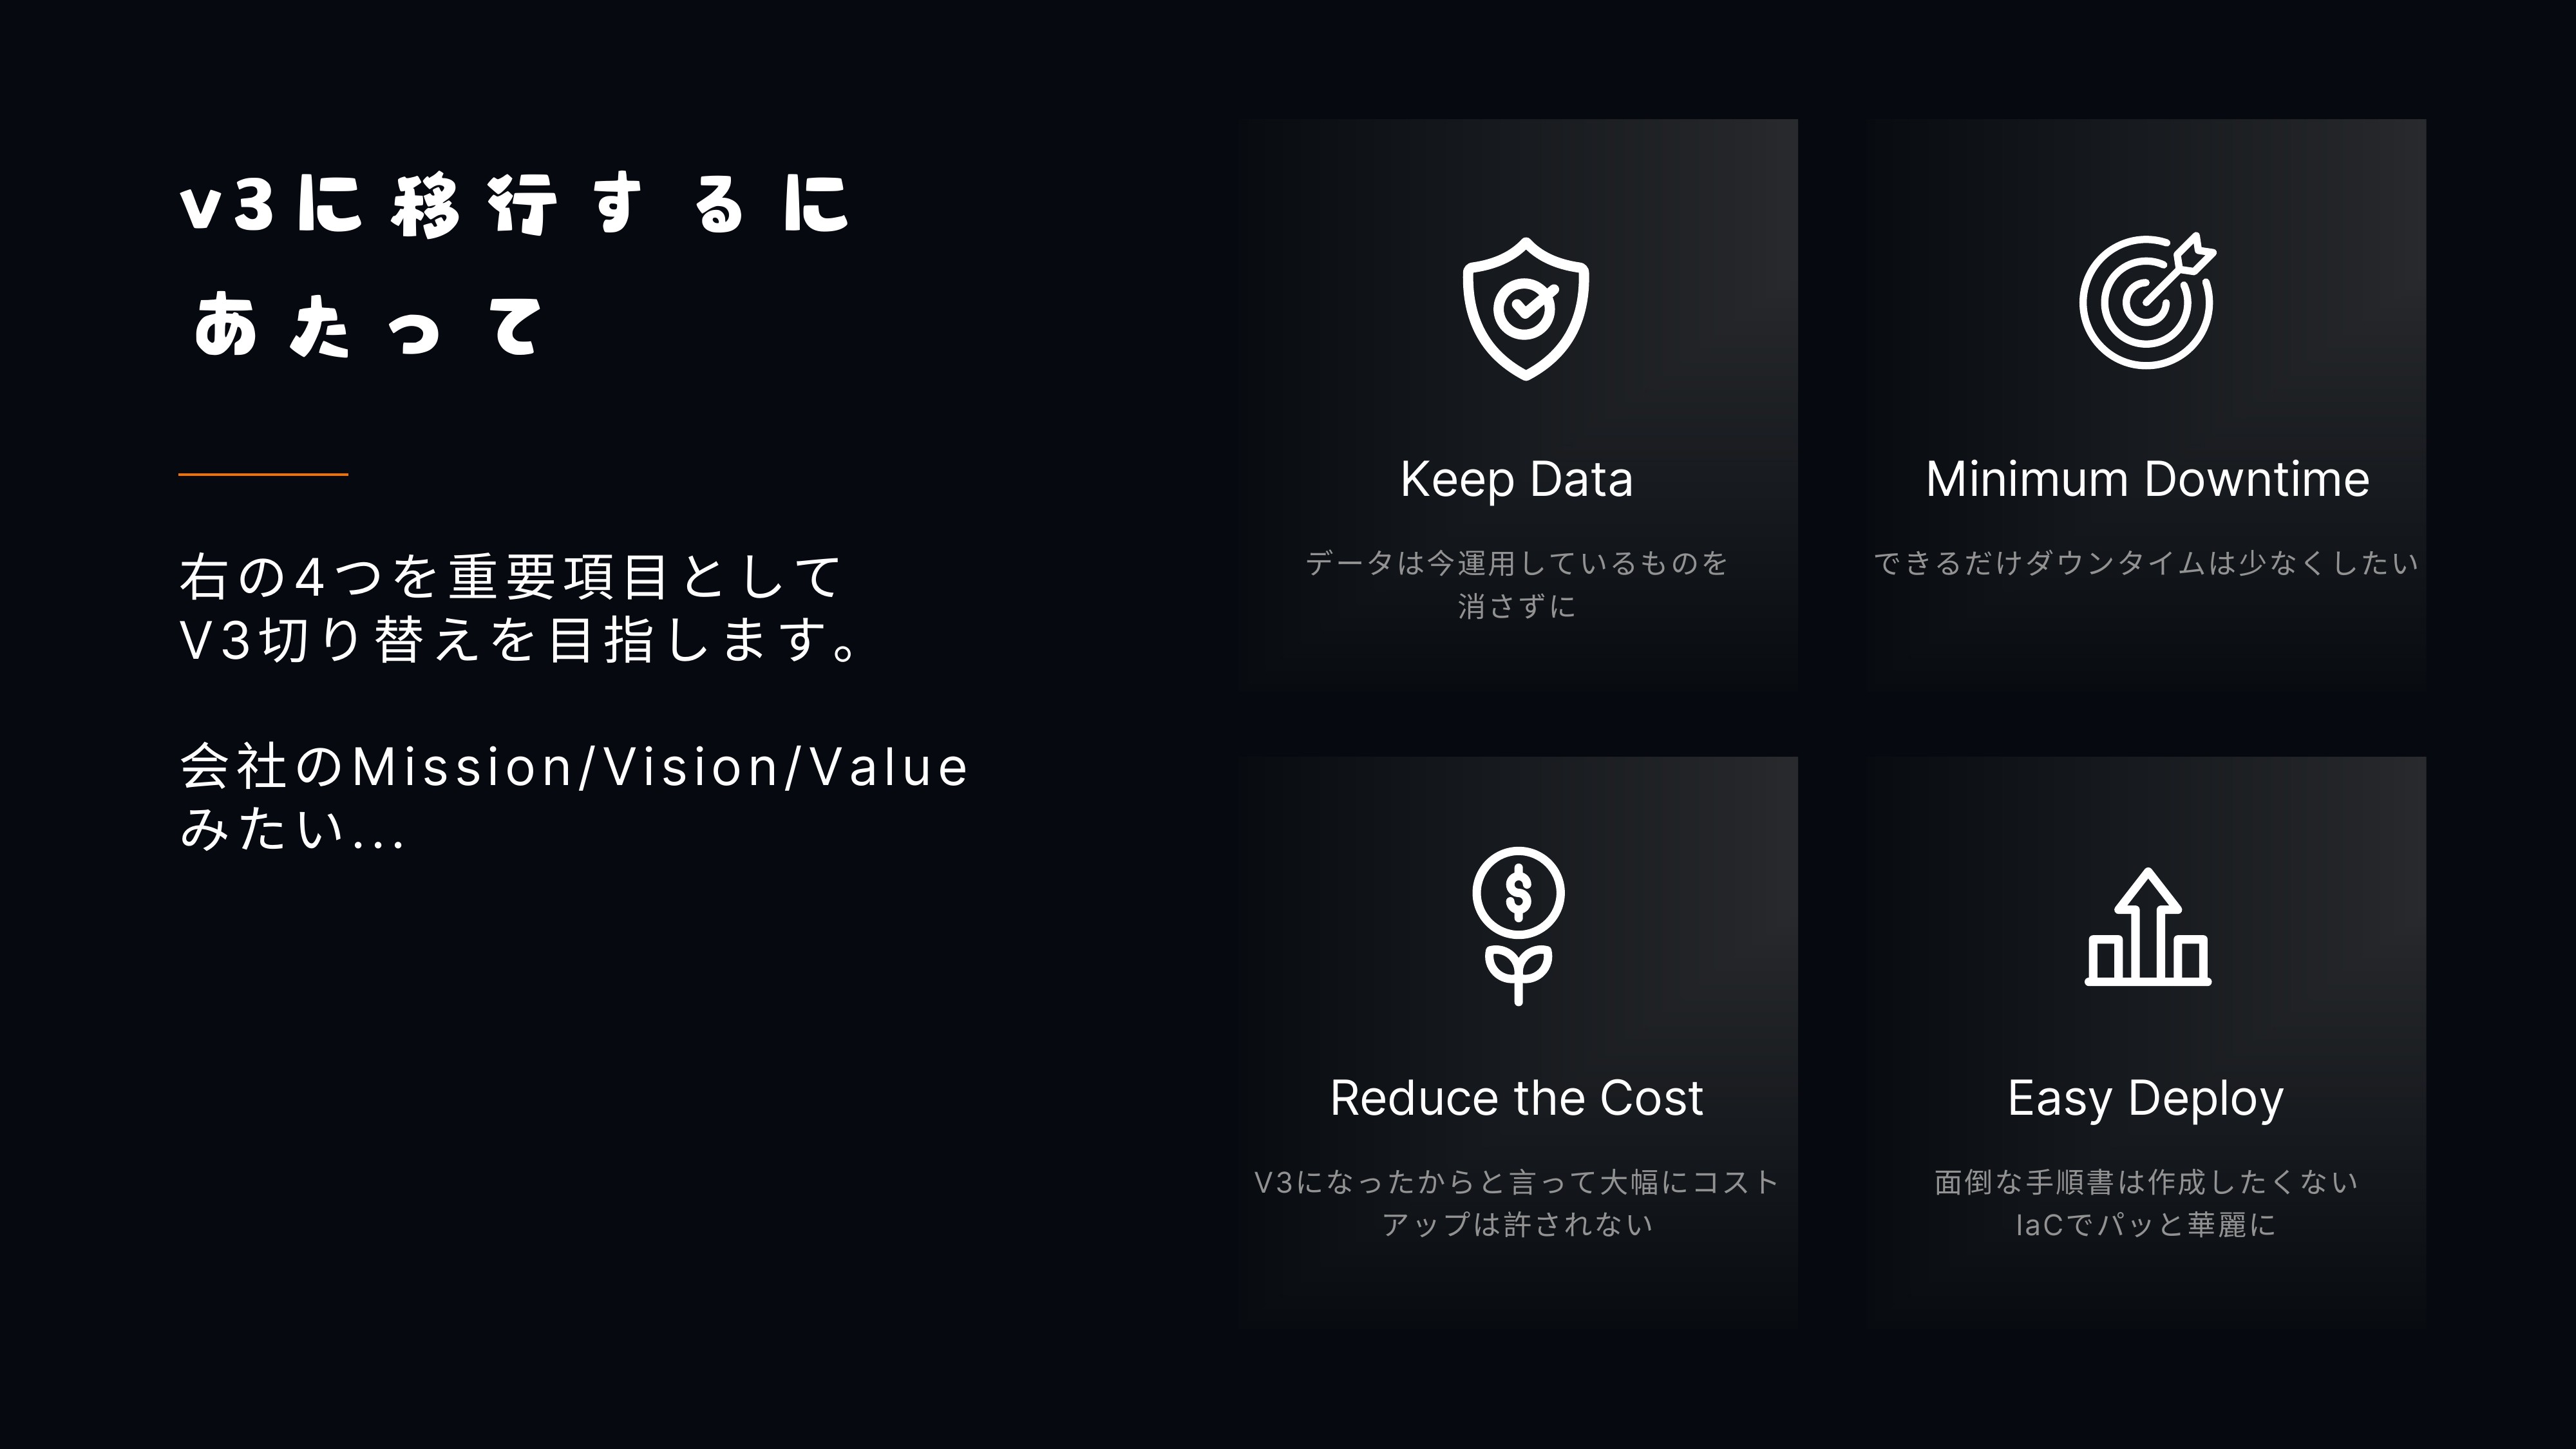 v3に移行するに
あたって
右の4つを重要項目として
V3切り替えを目指します。
会社のMission/Vision/Value
みたい...
Keep Data
データは今運用しているものを
消さずに
Minimum Downtime
できるだけダウンタイムは少なくしたい
Reduce the Cost
V3になったからと言って大幅にコスト
アップは許されない
Easy Deploy
面倒な手順書は作成したくない
IaCでパッと華麗に